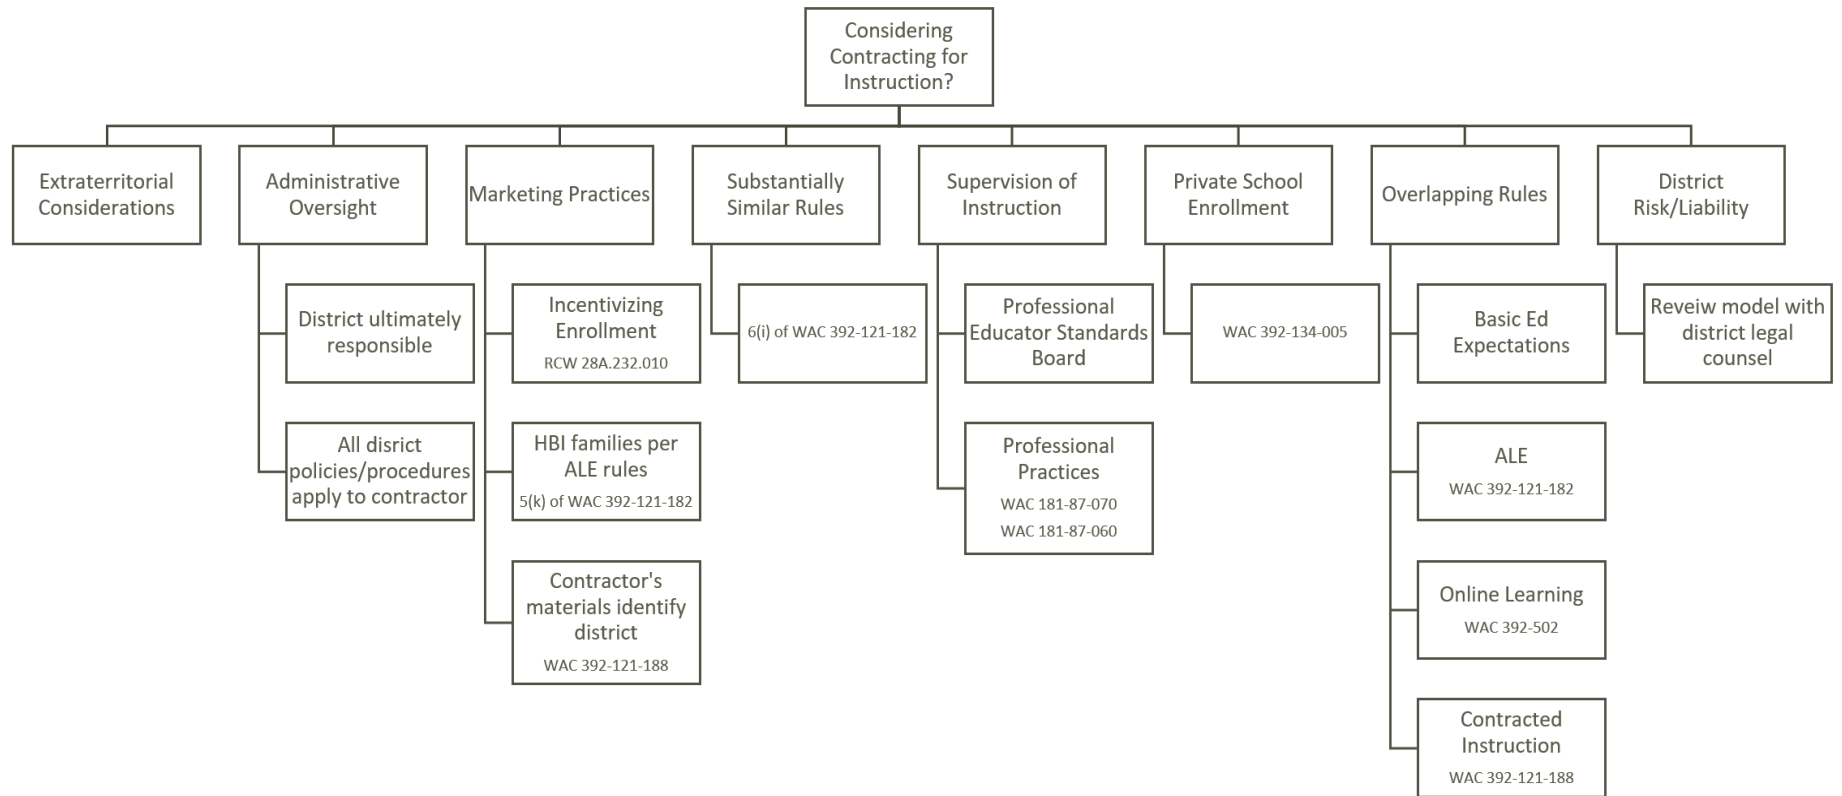 Considering
Contracting for
Instruction?
Extraterritorial
Considerations
Administrative
Oversight
Marketing Practices
Substantially
Similar Rules
Supervision of
Instruction
Private School
Enrollment
Overlapping Rules
District
Risk/Liability
District ultimately
responsible
All disrict
policies/procedures
apply to contractor
Incentivizing
Enrollment
RCW 28A.232.010
HBI families per
ALE rules
5(k) of WAC 392-121-182
Contractor's
materials identify
district
WAC 392-121-188
6(i) of WAC 392-121-182
Professional
Educator Standards
Board
Professional
Practices
WAC 181-87-070
WAC 181-87-060
WAC 392-134-005
Basic Ed
Expectations
ALE
WAC 392-121-182
Online Learning
WAC 392-502
Contracted
Instruction
WAC 392-121-188
Reveiw model with
district legal
counsel